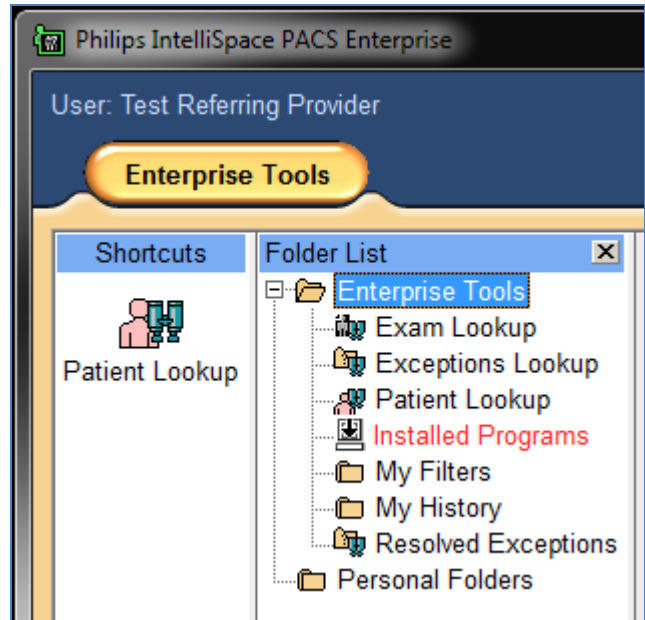 Philips IntelliSpace PACS Enterprise
User: Test Referring Provider
Enterprise Tools
Shortcuts
Patient Lookup
Folder List
Enterprise Tools
Exam Lookup
Exceptions Lookup
Patient Lookup
Installed Programs
My Filters
My History
Resolved Exceptions
Personal Folders